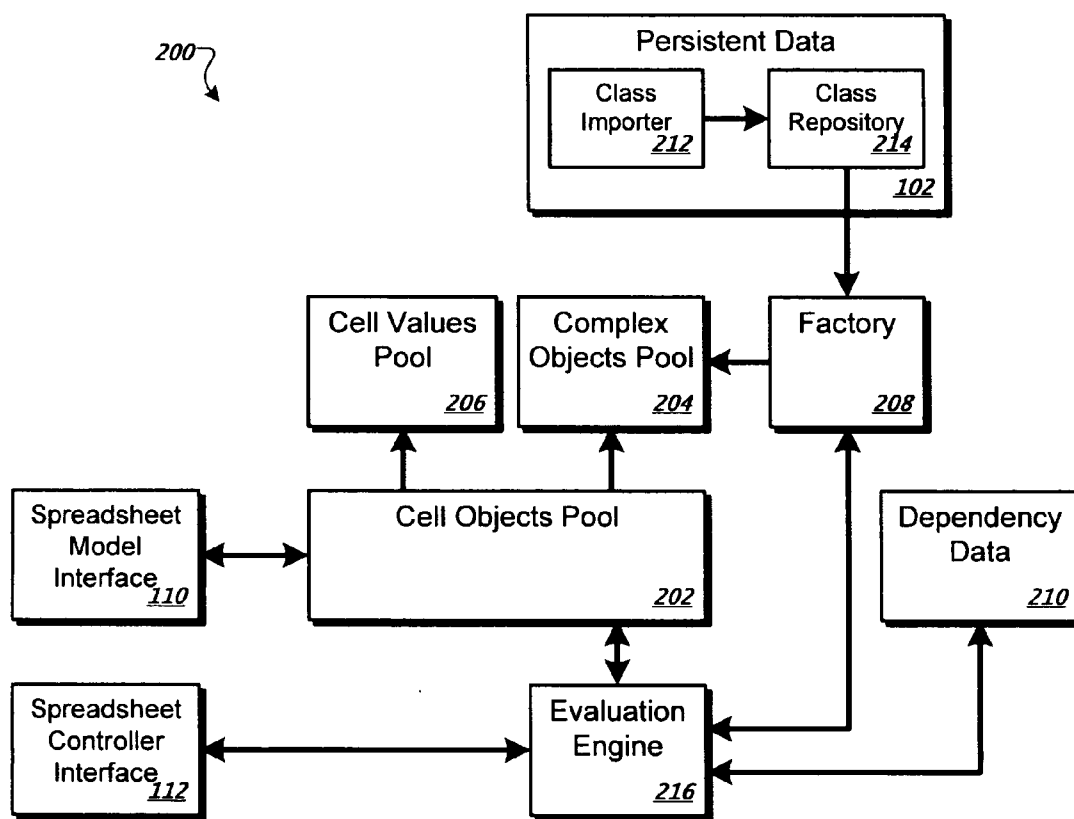 200
Persistent Data
Class
Importer
212
Class
Repository
214
102
Cell Values
Pool
206
Complex
Objects Pool
204
Factory
208
Spreadsheet
Model
Interface
110
Cell Objects Pool
202
Dependency
Data
210
Spreadsheet
Controller
Interface
112
Evaluation
Engine
216